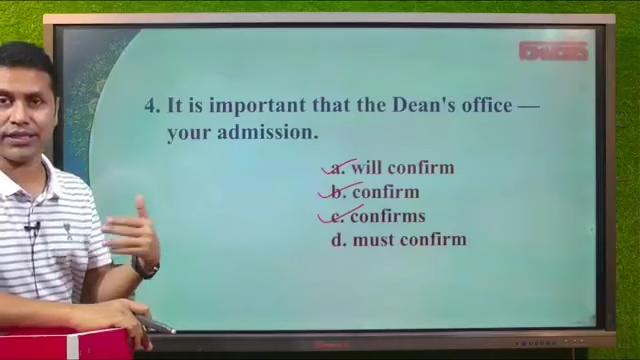 4. It is important that the Dean's office —
your admission.
a. will confirm
b. confirm
c. confirms
d. must confirm